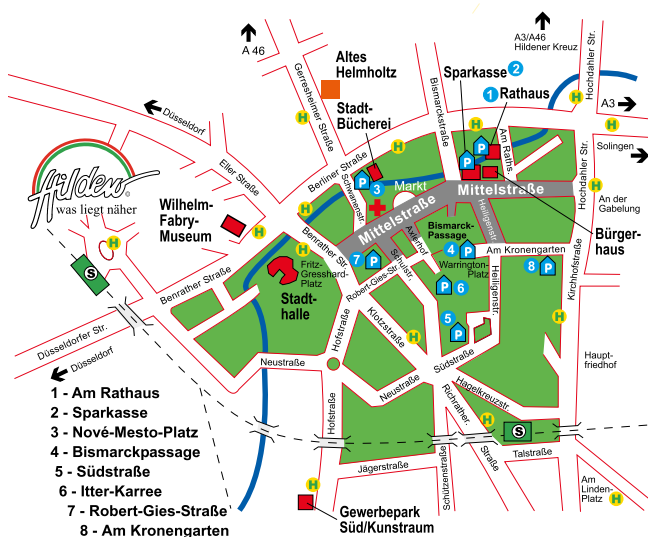 A 46
A3/A46
Hildener Kreuz
Hochdahler Str.
Altes
Helmholtz
Gerresheimer Straße
Bismarckstraße
Sparkasse 2
1 Rathaus
A3
Stadt-
Bücherei
Düsseldorf
H
H
H
H
H
Am Raths.
Solingen
Eller Straße
Berliner Straße
Hilden
was liegt näher
P
P
P
3
Schwanenstr.
Markt
Mittelstraße
Hochdahler Str.
H
An der
Gabelung
Wilhelm-
Fabry-
Museum
H
H
Mittelstraße
Heiligenstr.
Bürger-
haus
Bismarck-
Passage
Axlerhof
H
Benrather Str.
H
7
P
4
P
Am Kronengarten
8
P
Warrington-
Platz
Schulstr.
Kirchhofstraße
S
Fritz-
Gresshard-
Platz
Stadt-
halle
Robert-Gies-Str.
P
6
Heiligenstr.
Benrather Straße
Klotzstraße
H
5
P
H
Düsseldorfer Str.
Düsseldorf
Hofstraße
Neustraße
Südstraße
Haupt-
friedhof
Neustraße
Hagelkreuzstr.
Richrather
Straße
H
S
Hofstraße
Jägerstraße
Schützenstraße
Talstraße
H
Am
Linden-
Platz
H
Gewerbepark
Süd/Kunstraum
1 - Am Rathaus
2 - Sparkasse
3 - Nové-Mesto-Platz
4 - Bismarckpassage
5 - Südstraße
6 - Itter-Karree
7 - Robert-Gies-Straße
8 - Am Kronengarten